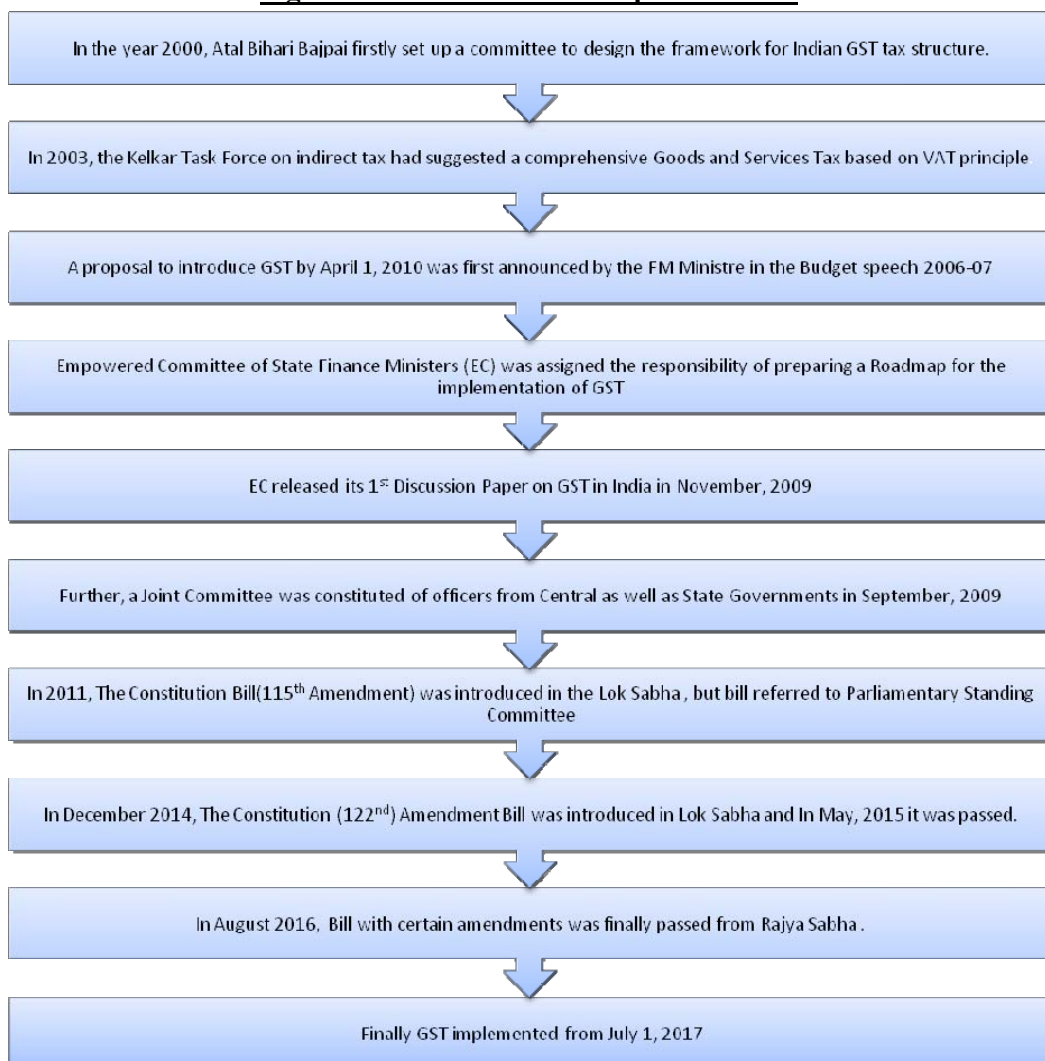 In the year 2000, Atal Bihari Bajpai firstly set up a committee to design the framework for Indian GST tax structure.
In 2003, the Kelkar Task Force on indirect tax had suggested a comprehensive Goods and Services Tax based on VAT principle
A proposal to introduce GST by April 1, 2010 was first announced by the FM Ministre in the Budget speech 2006-07
Empowered Committee of State Finance Ministers (EC) was assigned the responsibility of preparing a Roadmap for the
implementation of GST
EC released its 1st Discussion Paper on GST in India in November, 2009
Further, a Joint Committee was constituted of officers from Central as well as State Governments in September, 2009
In 2011, The Constitution Bill(115th Amendment) was introduced in the Lok Sabha , but bill referred to Parliamentary Standing
Committee
In December 2014, The Constitution (122nd) Amendment Bill was introduced in Lok Sabha and In May, 2015 it was passed.
In August 2016, Bill with certain amendments was finally passed from Rajya Sabha .
Finally GST implemented from July 1, 2017